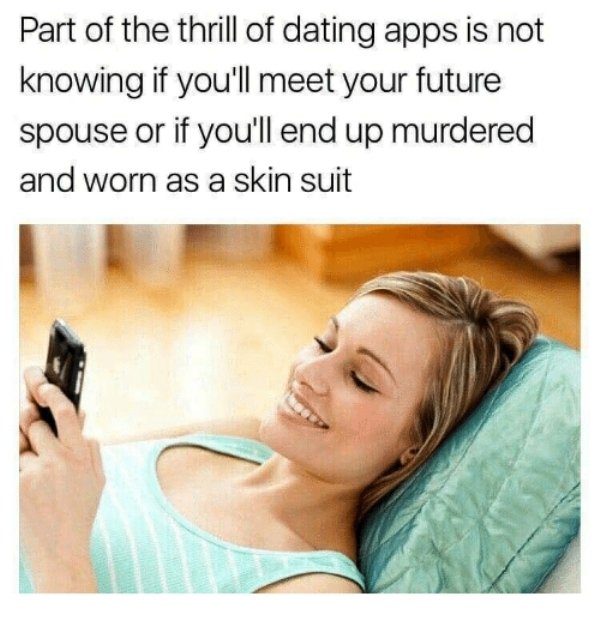 Part of the thrill of dating apps is not
knowing if you'll meet your future
spouse or if you'll end up murdered
and worn as a skin suit